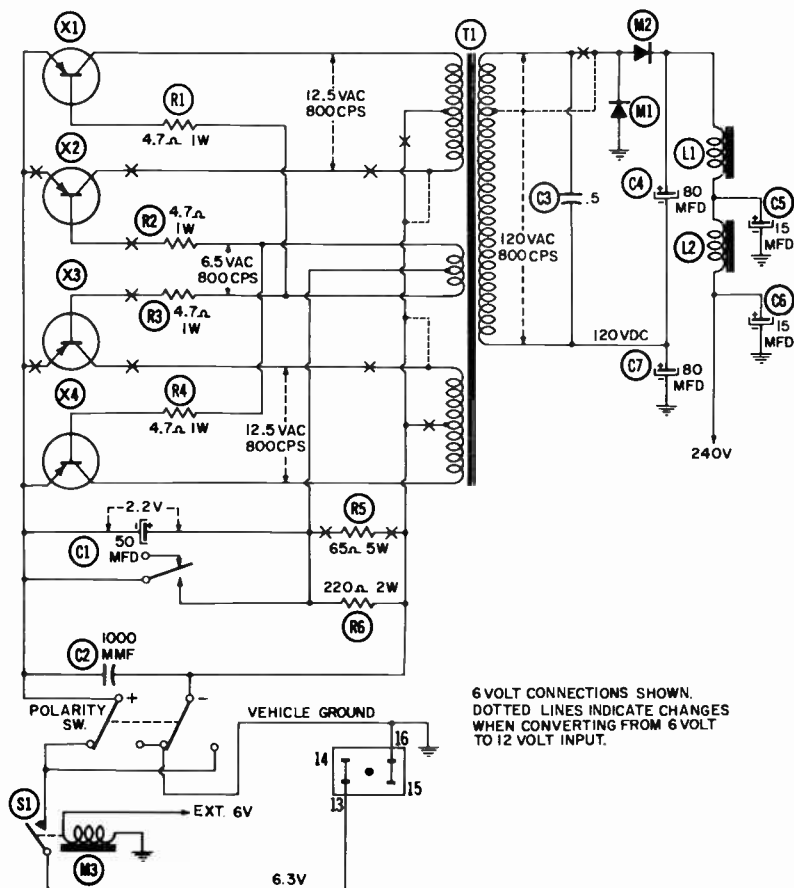 X1
T1
M2
R1
4.7Ω 1W
12.5 VAC
800 CPS
M1
X2
L1
C4
80
MFD
C5
15
MFD
C3
.5
R2
4.7Ω
1W
6.5 VAC
800 CPS
120 VAC
800 CPS
L2
X3
R3
4.7Ω
1W
C6
15
MFD
120 VDC
C7
80
MFD
X4
R4
4.7Ω 1W
12.5 VAC
800 CPS
240V
2.2V
C1
50
MFD
R5
65Ω 5W
220Ω 2W
R6
C2
1000
MMF
POLARITY
SW.
+
-
VEHICLE GROUND
6 VOLT CONNECTIONS SHOWN.
DOTTED LINES INDICATE CHANGES
WHEN CONVERTING FROM 6 VOLT
TO 12 VOLT INPUT.
14
16
13
15
S1
EXT. 6V
M3
6.3V